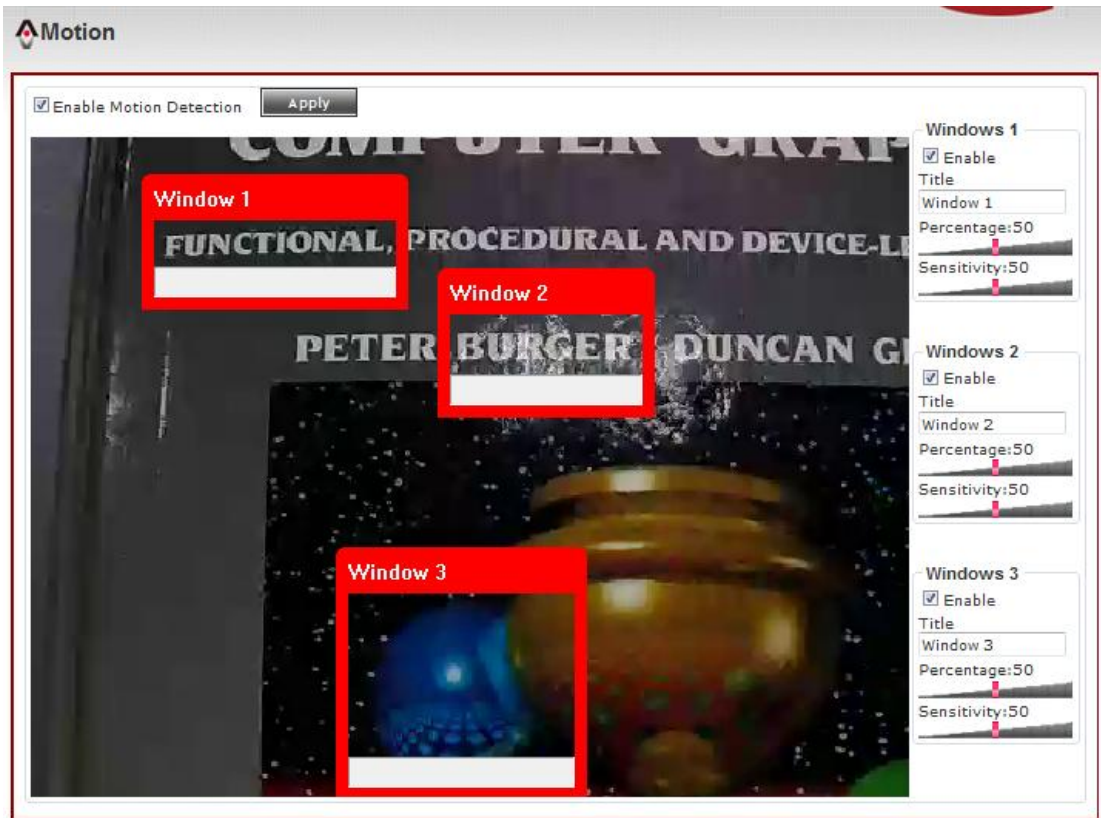 Motion
Enable Motion Detection
Apply
COMPUTER GRAP
Window 1
FUNCTIONAL, PROCEDURAL AND DEVICE-LE
Window 2
PETER BURGER DUNCAN GI
Window 3
Windows 1
Enable
Title
Window 1
Percentage:50
Sensitivity:50
Windows 2
Enable
Title
Window 2
Percentage:50
Sensitivity:50
Windows 3
Enable
Title
Window 3
Percentage:50
Sensitivity:50